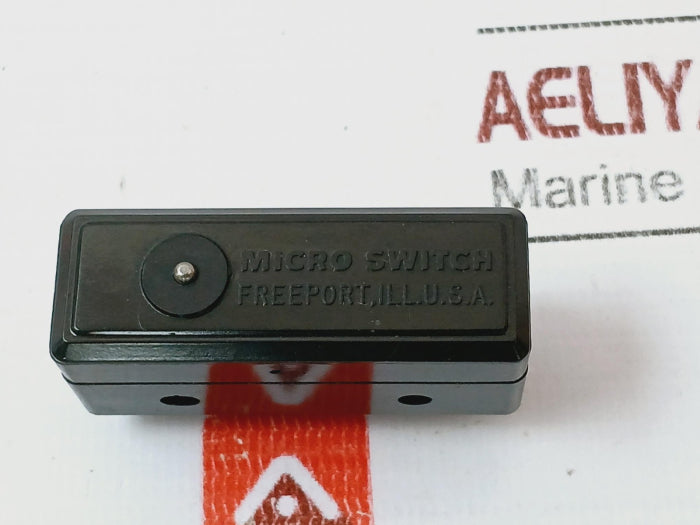 AELIYA
Marine
MICRO SWITCH
FREEPORT, ILL. U.S.A.